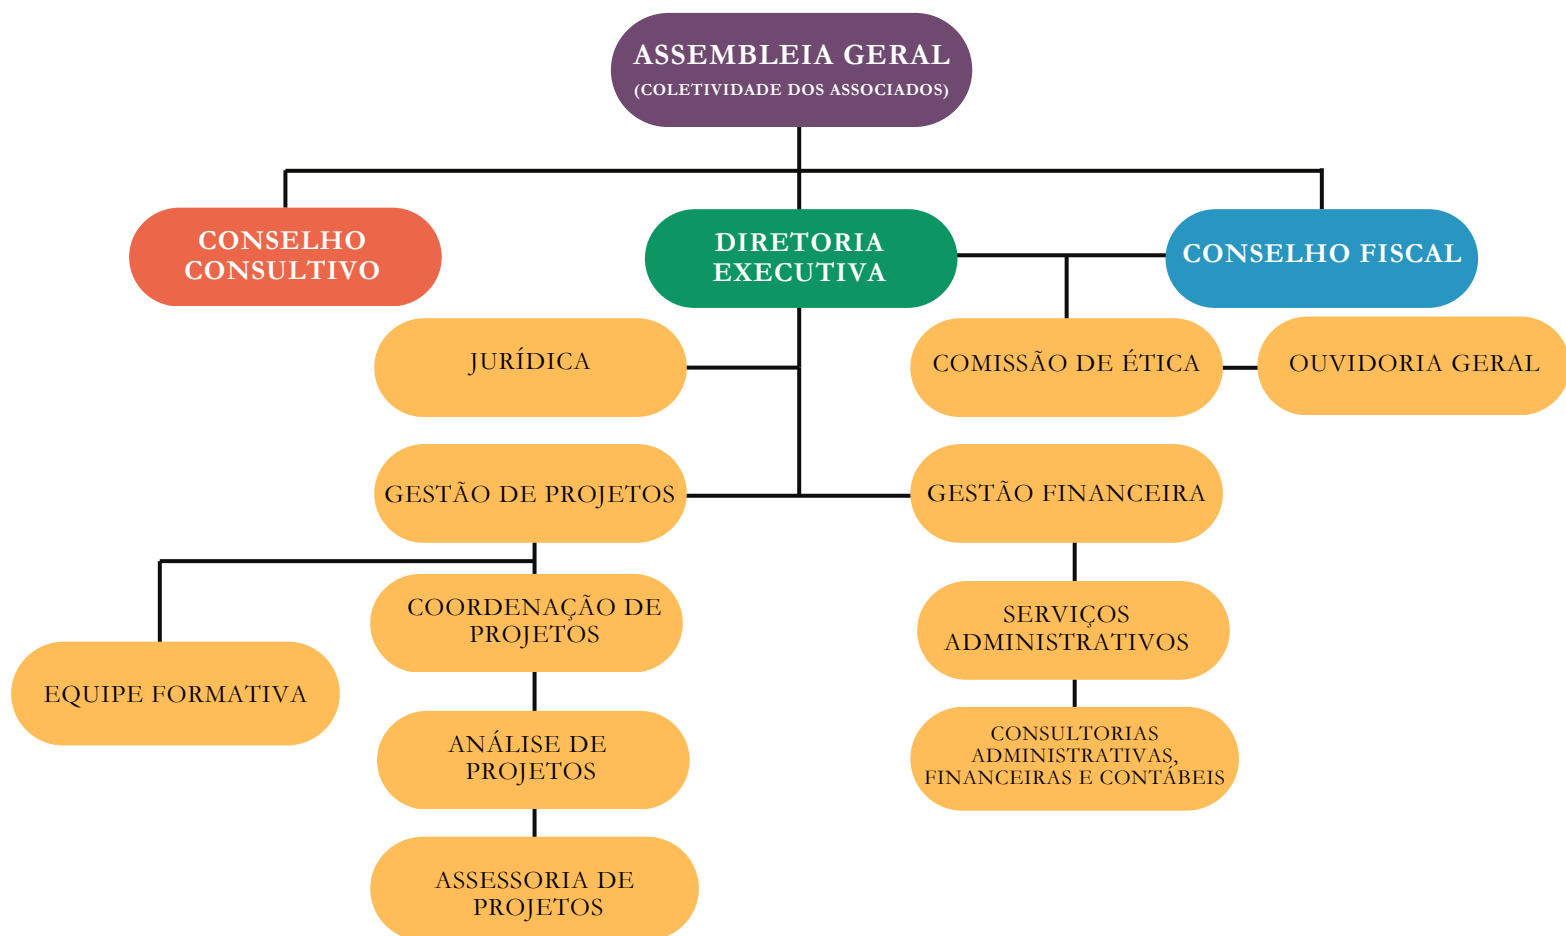 ASSEMBLEIA GERAL
(COLETIVIDADE DOS ASSOCIADOS)
CONSELHO
CONSULTIVO
DIRETORIA
EXECUTIVA
CONSELHO FISCAL
JURÍDICA
COMISSÃO DE ÉTICA
OUVIDORIA GERAL
GESTÃO DE PROJETOS
GESTÃO FINANCEIRA
COORDENAÇÃO DE
PROJETOS
SERVIÇOS
ADMINISTRATIVOS
EQUIPE FORMATIVA
ANÁLISE DE
PROJETOS
CONSULTORIAS
ADMINISTRATIVAS,
FINANCEIRAS E CONTÁBEIS
ASSESSORIA DE
PROJETOS